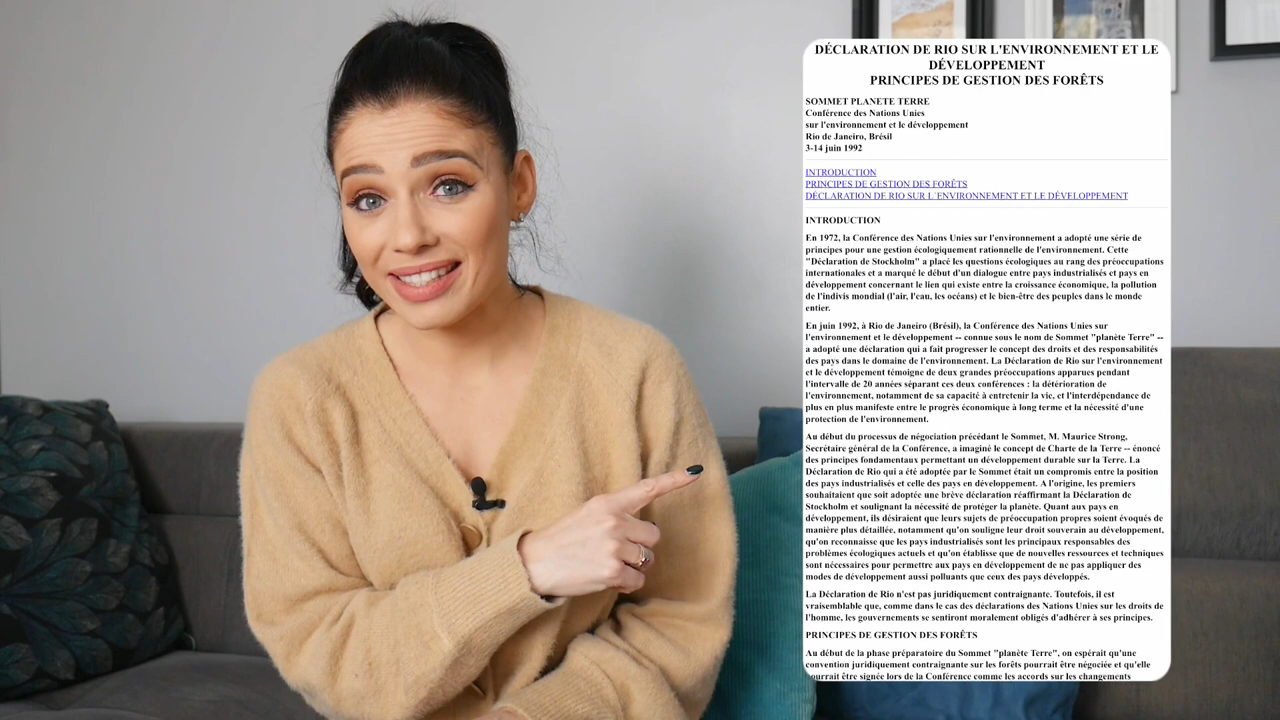 DÉCLARATION DE RIO SUR L'ENVIRONNEMENT ET LE
DÉVELOPPEMENT
PRINCIPES DE GESTION DES FORÊTS
SOMMET PLANETE TERRE
Conférence des Nations Unies
sur l'environnement et le développement
Rio de Janeiro, Brésil
3-14 juin 1992
INTRODUCTION
PRINCIPES DE GESTION DES FORÊTS
DÉCLARATION DE RIO SUR L`ENVIRONNEMENT ET LE DÉVELOPPEMENT
INTRODUCTION
En 1972, la Conférence des Nations Unies sur l'environnement a adopté une série de
principes pour une gestion écologiquement rationnelle de l'environnement. Cette
"Déclaration de Stockholm" a placé les questions écologiques au rang des préoccupations
internationales et a marqué le début d'un dialogue entre pays industrialisés et pays en
développement concernant le lien qui existe entre la croissance économique, la pollution
de l'indivis mondial (l'air, l'eau, les océans) et le bien-être des peuples dans le monde
entier.
En juin 1992, à Rio de Janeiro (Brésil), la Conférence des Nations Unies sur
l'environnement et le développement -- connue sous le nom de Sommet "planète Terre" --
a adopté une déclaration qui a fait progresser le concept des droits et des responsabilités
des pays dans le domaine de l'environnement. La Déclaration de Rio sur l'environnement
et le développement témoigne de deux grandes préoccupations apparues pendant
l'intervalle de 20 années séparant ces deux conférences : la détérioration de
l'environnement, notamment de sa capacité à entretenir la vie, et l'interdépendance de
plus en plus manifeste entre le progrès économique à long terme et la nécessité d'une
protection de l'environnement.
Au début du processus de négociation précédant le Sommet, M. Maurice Strong,
Secrétaire général de la Conférence, a imaginé le concept de Charte de la Terre -- énoncé
des principes fondamentaux permettant un développement durable sur la Terre. La
Déclaration de Rio qui a été adoptée par le Sommet était un compromis entre la position
des pays industrialisés et celle des pays en développement. A l'origine, les premiers
souhaitaient que soit adoptée une brève déclaration réaffirmant la Déclaration de
Stockholm et soulignant la nécessité de protéger la planète. Quant aux pays en
développement, ils désiraient que leurs sujets de préoccupation propres soient évoqués de
manière plus détaillée, notamment qu'on souligne leur droit souverain au développement,
qu'on reconnaisse que les pays industrialisés sont les principaux responsables des
problèmes écologiques actuels et qu'on établisse que de nouvelles ressources et techniques
sont nécessaires pour permettre aux pays en développement de ne pas appliquer des
modes de développement aussi polluants que ceux des pays développés.
La Déclaration de Rio n'est pas juridiquement contraignante. Toutefois, il est
vraisemblable que, comme dans le cas des déclarations des Nations Unies sur les droits de
l'homme, les gouvernements se sentiront moralement obligés d'adhérer à ses principes.
PRINCIPES DE GESTION DES FORÊTS
Au début de la phase préparatoire du Sommet "planète Terre", on espérait qu'une
convention juridiquement contraignante sur les forêts pourrait être négociée et qu'elle
pourrait être signée lors de la Conférence comme les accords sur les changements